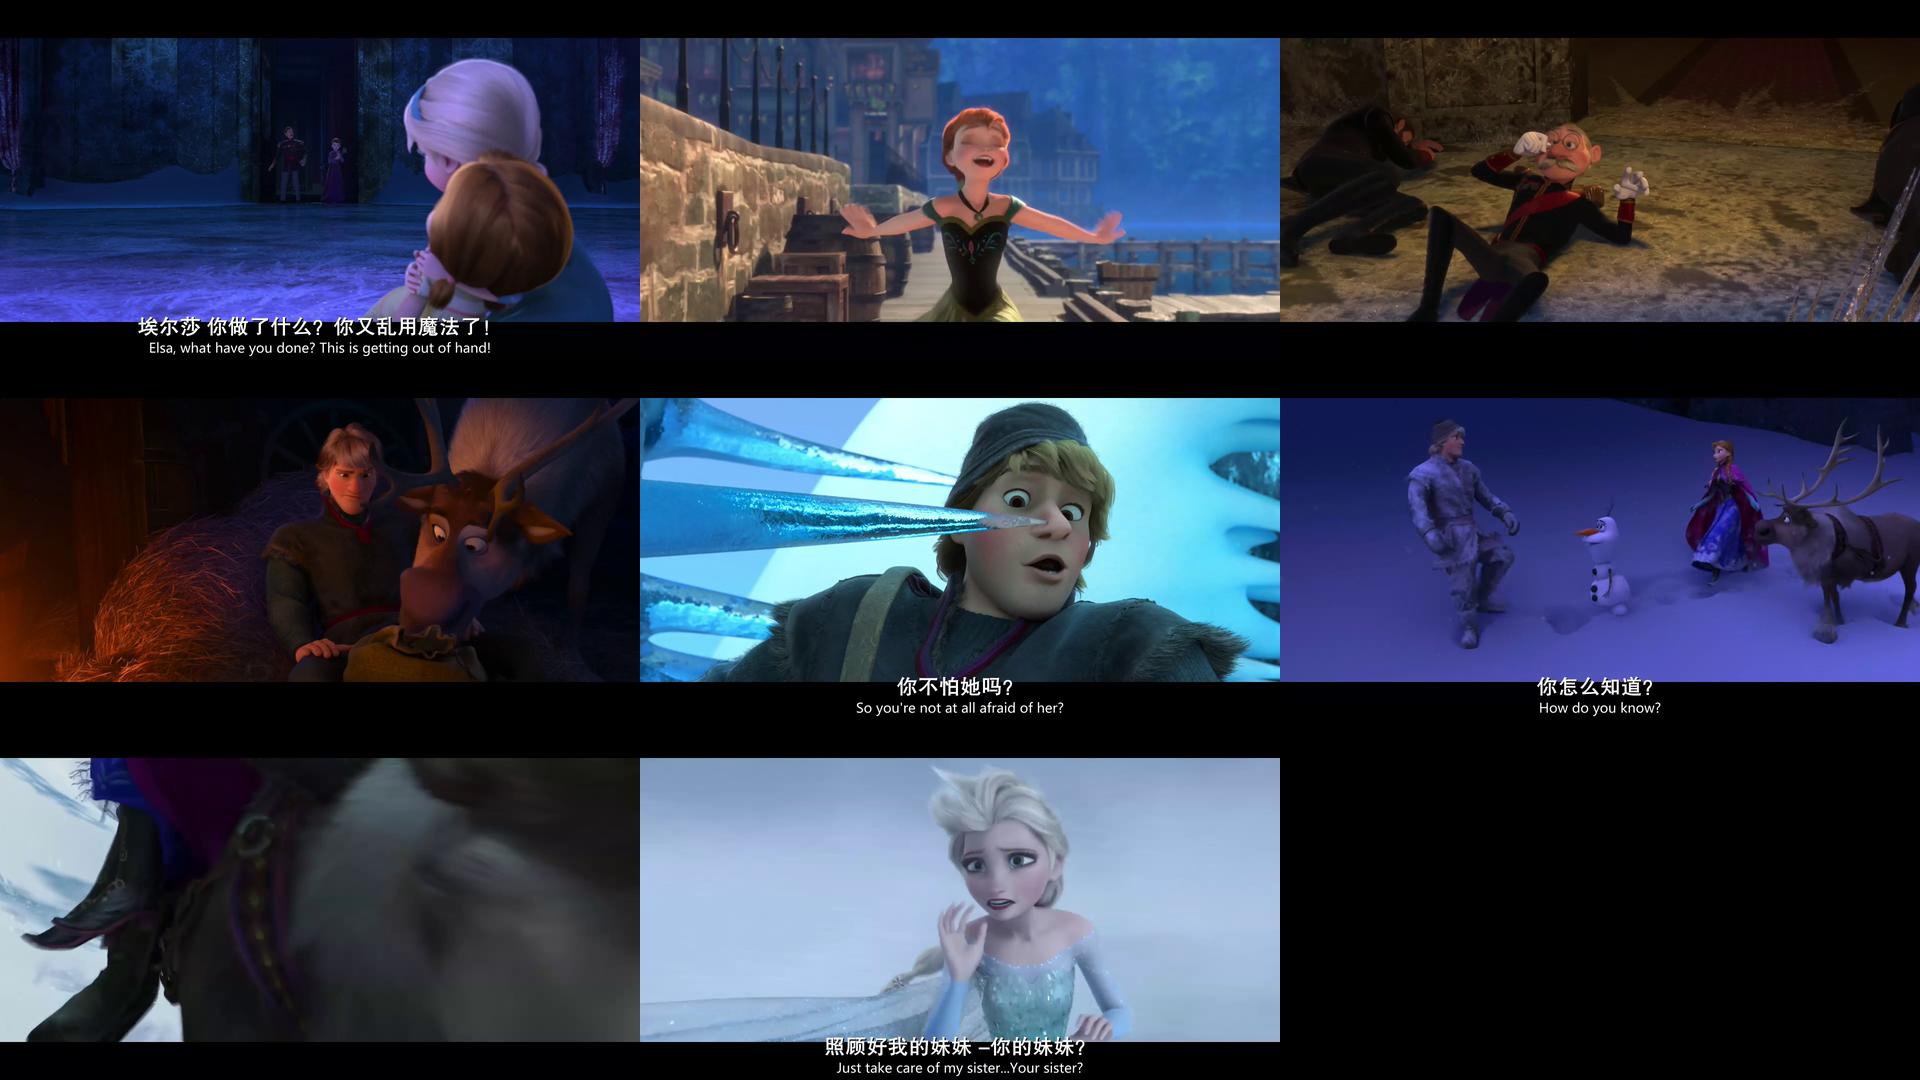 埃尔莎 你做了什么？你又乱用魔法了！
Elsa, what have you done? This is getting out of hand!
你不怕她吗？
So you're not at all afraid of her?
你怎么知道？
How do you know?
照顾好我的妹妹 –你的妹妹？
Just take care of my sister...Your sister?